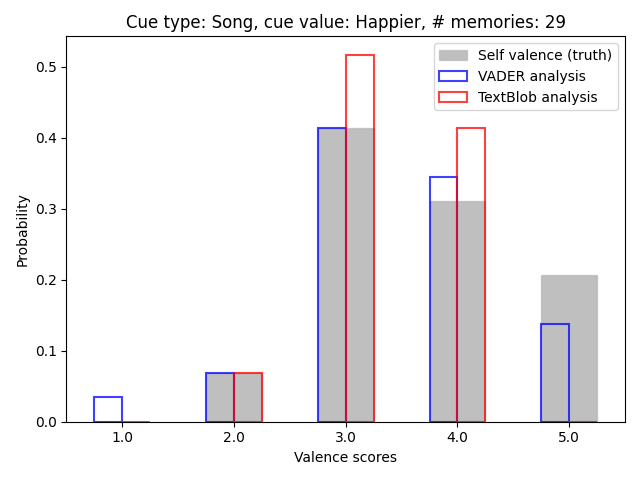 Cue type: Song, cue value: Happier, # memories: 29
Self valence (truth)
VADER analysis
TextBlob analysis
Probability
0.5
0.4
0.3
0.2
0.1
0.0
1.0 2.0 3.0 4.0 5.0
Valence scores